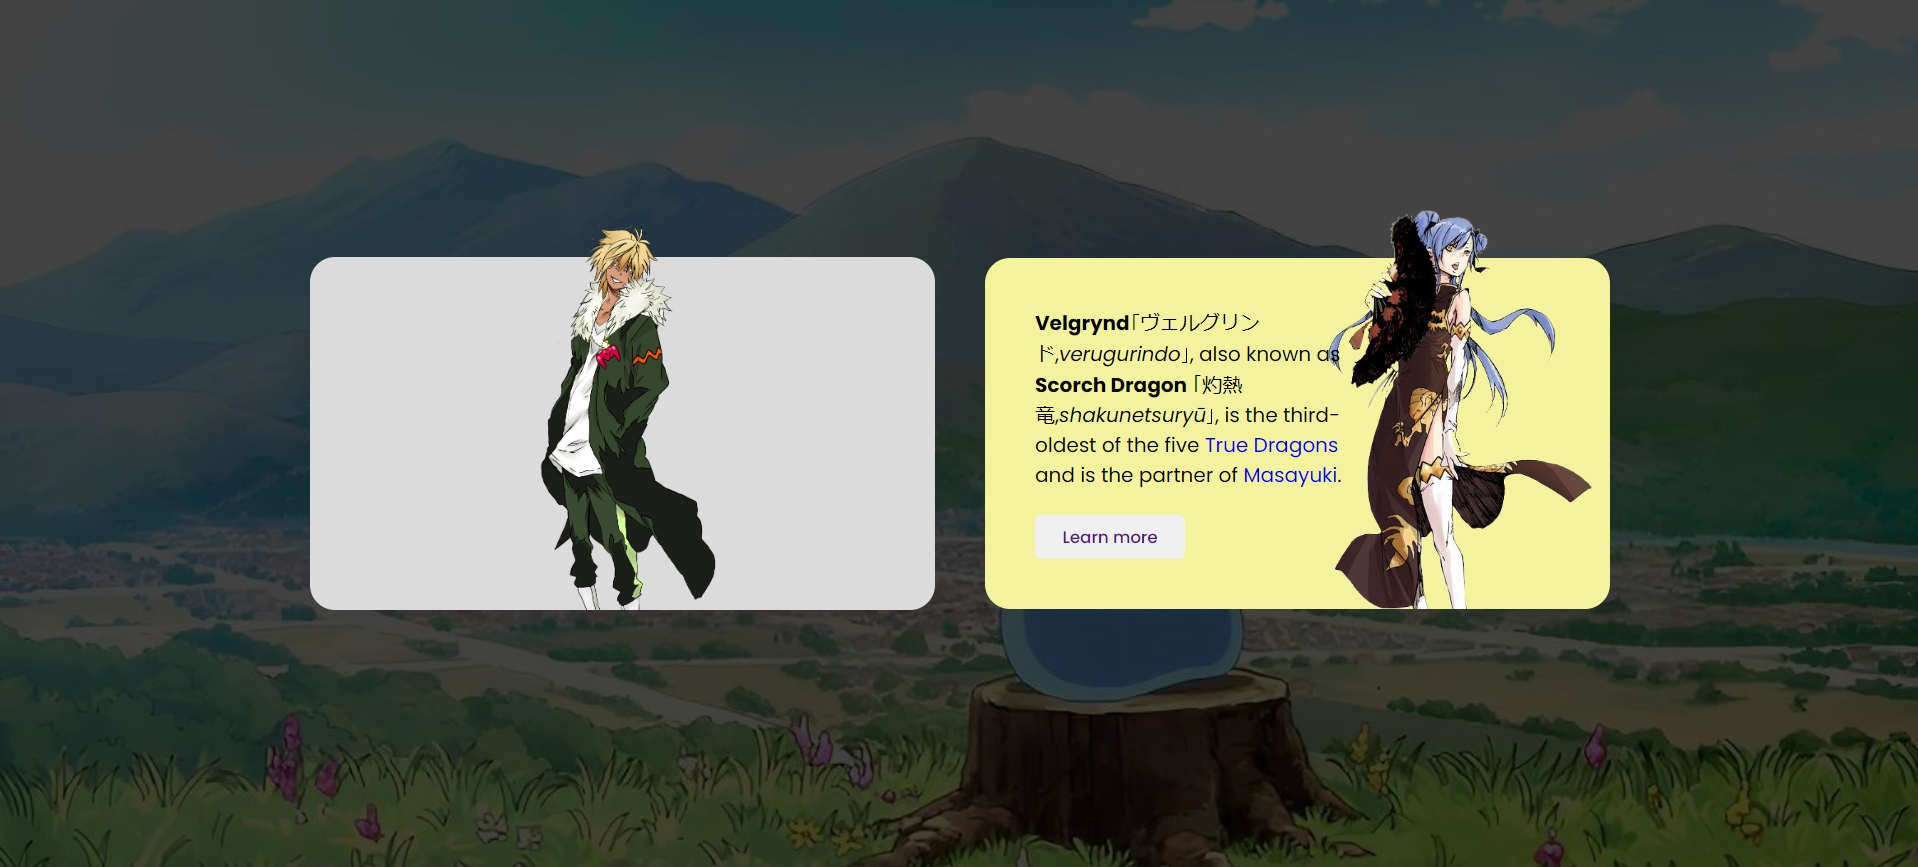 Velgrynd「ヴェルグリン
ド,verugurindo」, also known as
Scorch Dragon 「灼熱
竜,shakunetsuryū」, is the third-
oldest of the five True Dragons
and is the partner of Masayuki.
Learn more